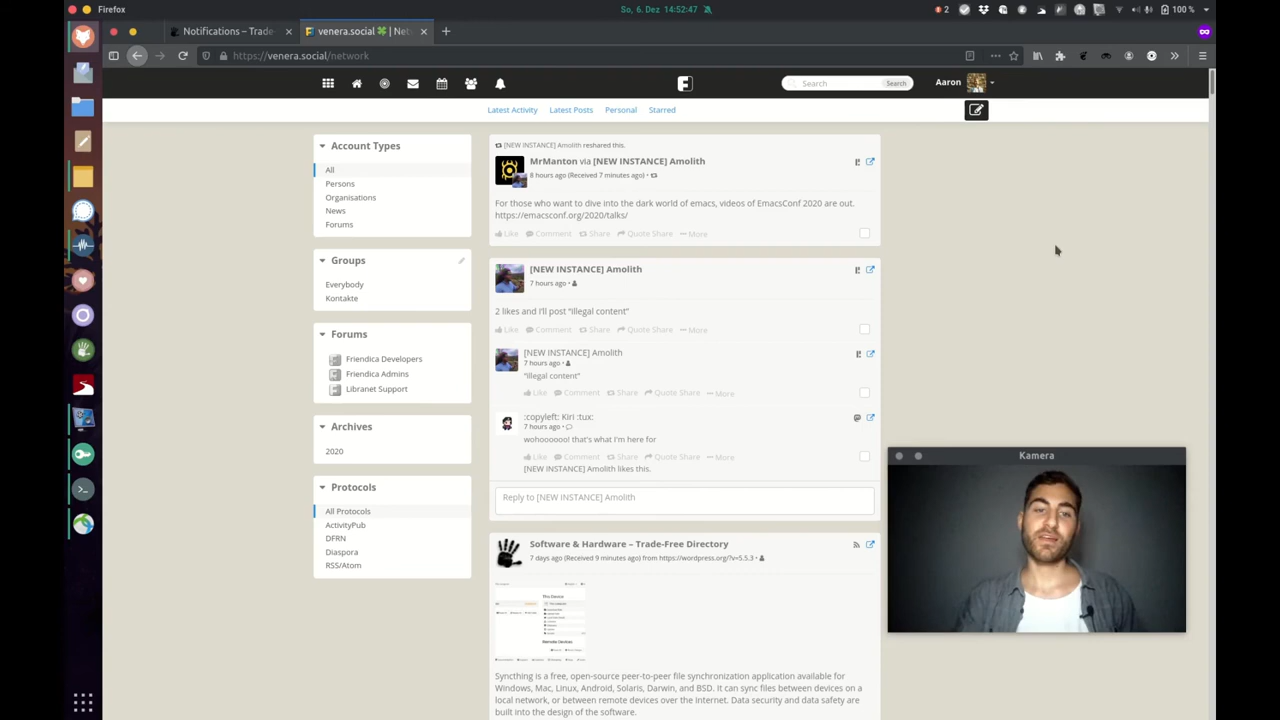 Firefox
So, 6. Dez 14:52:47
2
100 %
Notifications – Trade-
venera.social🍀| Net
https://venera.social/network
Search
Search
Aaron
Latest Activity
Latest Posts
Personal
Starred
Account Types
All
Persons
Organisations
News
Forums
Groups
Everybody
Kontakte
Forums
Friendica Developers
Friendica Admins
Libranet Support
Archives
2020
Protocols
All Protocols
ActivityPub
DFRN
Diaspora
RSS/Atom
[NEW INSTANCE] Amolith reshared this.
MrManton via [NEW INSTANCE] Amolith
8 hours ago (Received 7 minutes ago) •
For those who want to dive into the dark world of emacs, videos of EmacsConf 2020 are out.
https://emacsconf.org/2020/talks/
Like Comment Share Quote Share More
[NEW INSTANCE] Amolith
7 hours ago •
2 likes and I'll post “illegal content”
Like Comment Share Quote Share More
[NEW INSTANCE] Amolith
7 hours ago •
“illegal content”
Like Comment Share Quote Share More
:copyleft: Kiri :tux:
7 hours ago •
wohoooooo! that's what I'm here for
Like Comment Share Quote Share More
[NEW INSTANCE] Amolith likes this.
Reply to [NEW INSTANCE] Amolith
Software & Hardware – Trade-Free Directory
7 days ago (Received 9 minutes ago) from https://wordpress.org/?v=5.5.3 •
Syncthing is a free, open-source peer-to-peer file synchronization application available for
Windows, Mac, Linux, Android, Solaris, Darwin, and BSD. It can sync files between devices on a
local network, or between remote devices over the Internet. Data security and data safety are
built into the design of the software.
Kamera